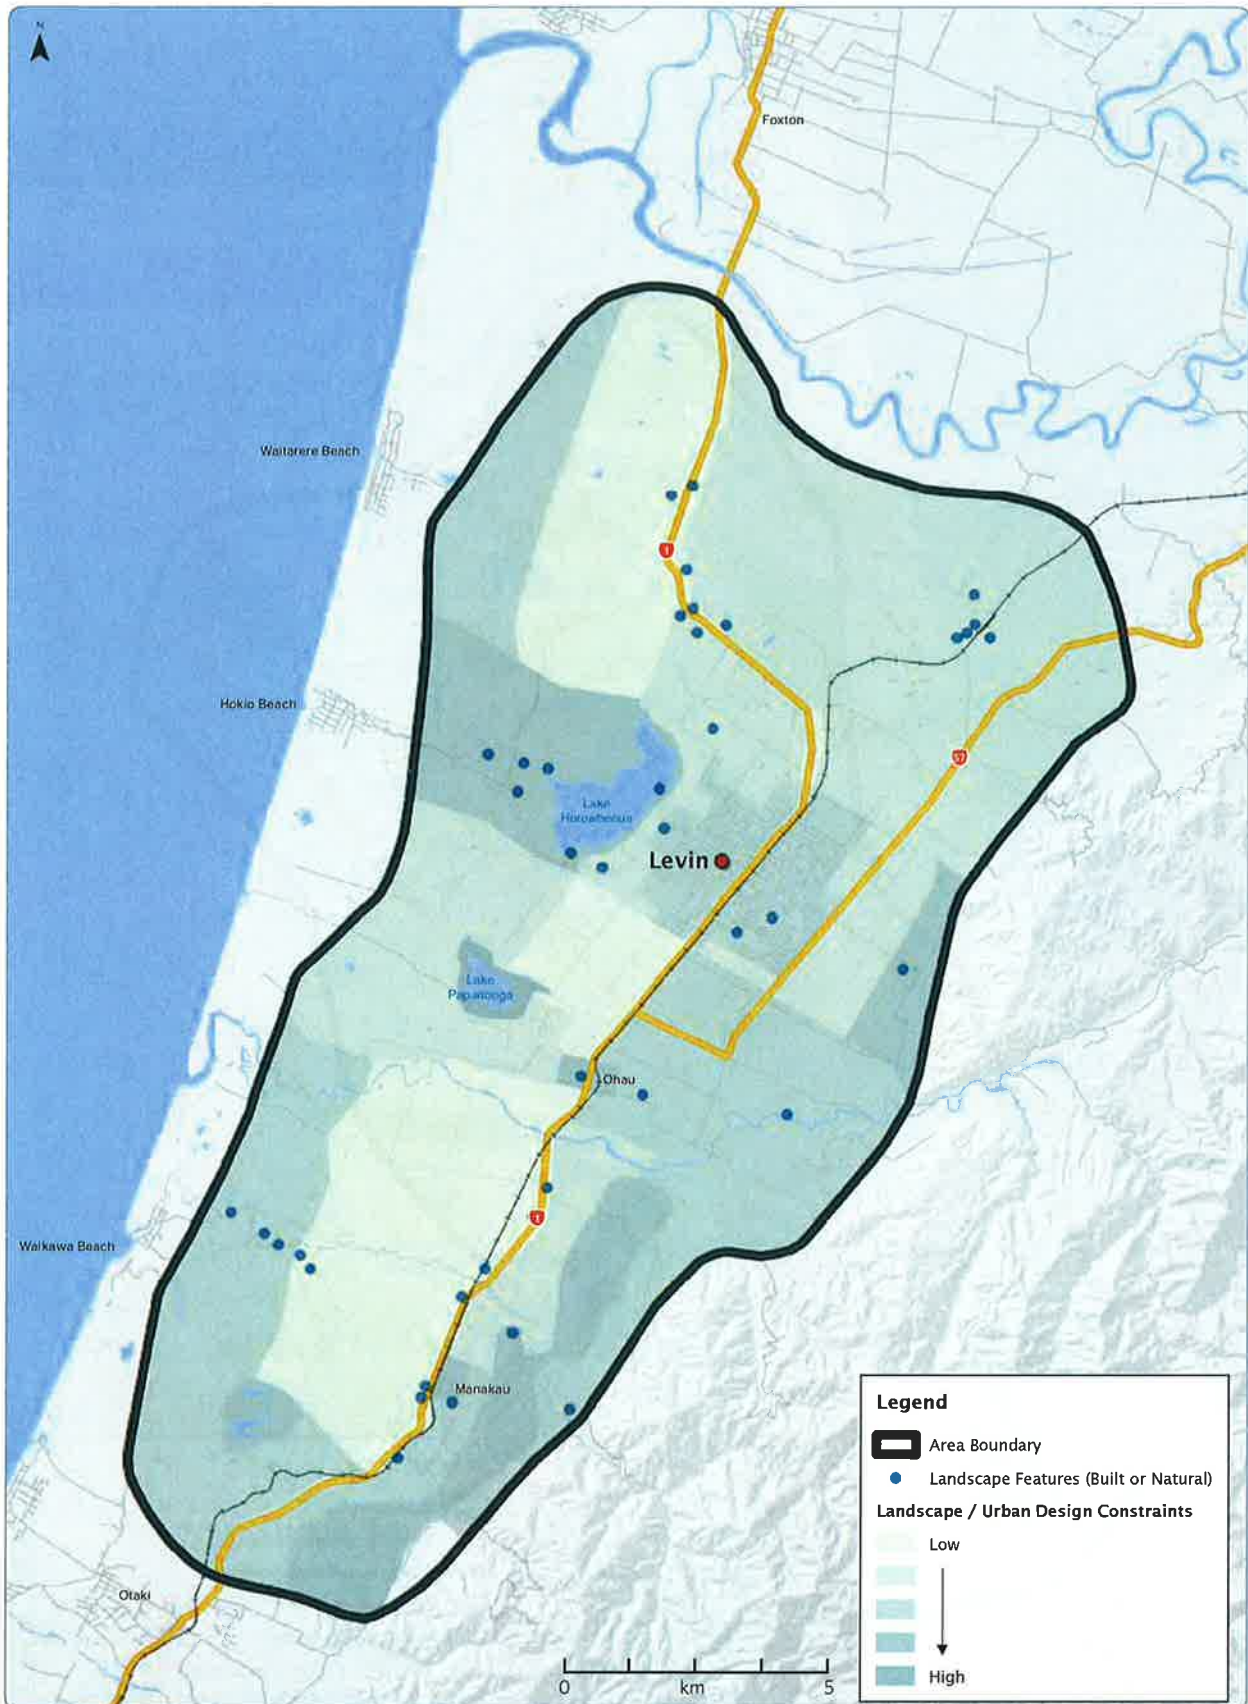 N
Foxton
Waitarere Beach
1
Hokio Beach
57
Lake
Horowhenua
Levin
Lake
Papaitonga
Ohau
1
Waikawa Beach
Manakau
Otaki
Legend
Area Boundary
Landscape Features (Built or Natural)
Landscape / Urban Design Constraints
Low
High
0
km
5